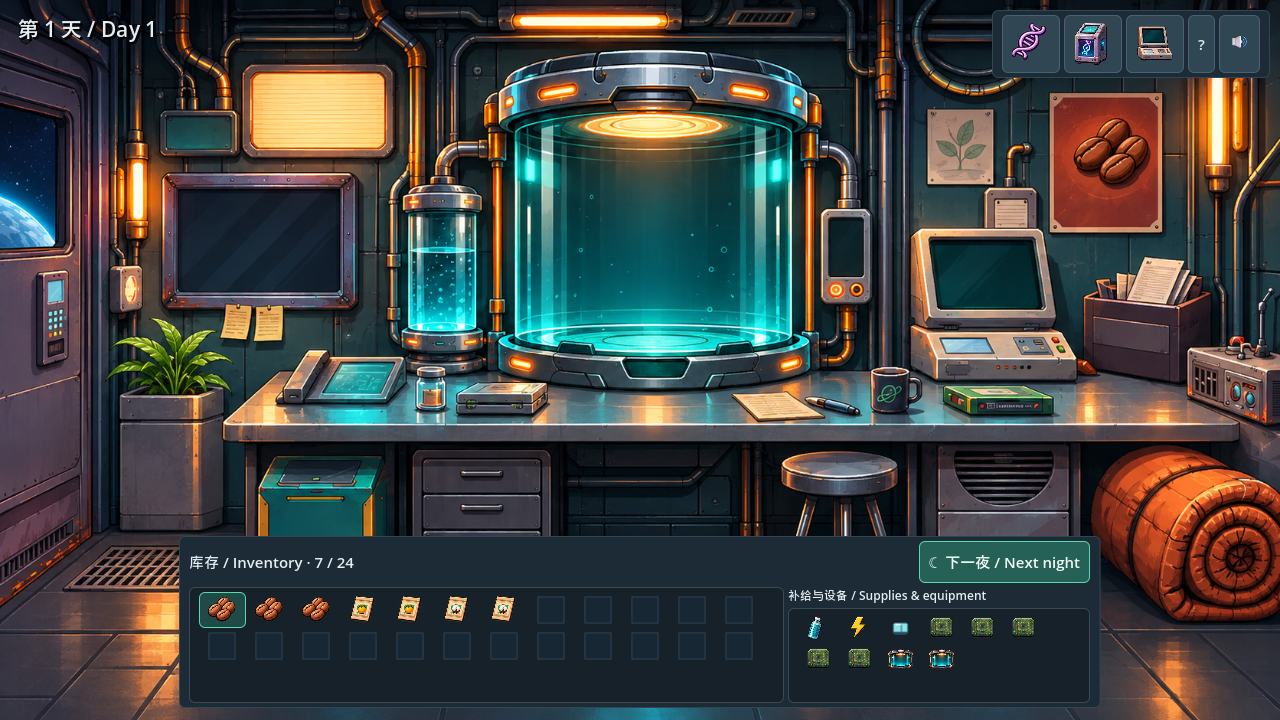 第 1 天 / Day 1
?
库存 / Inventory · 7 / 24
☾ 下一夜 / Next night
补给与设备 / Supplies & equipment